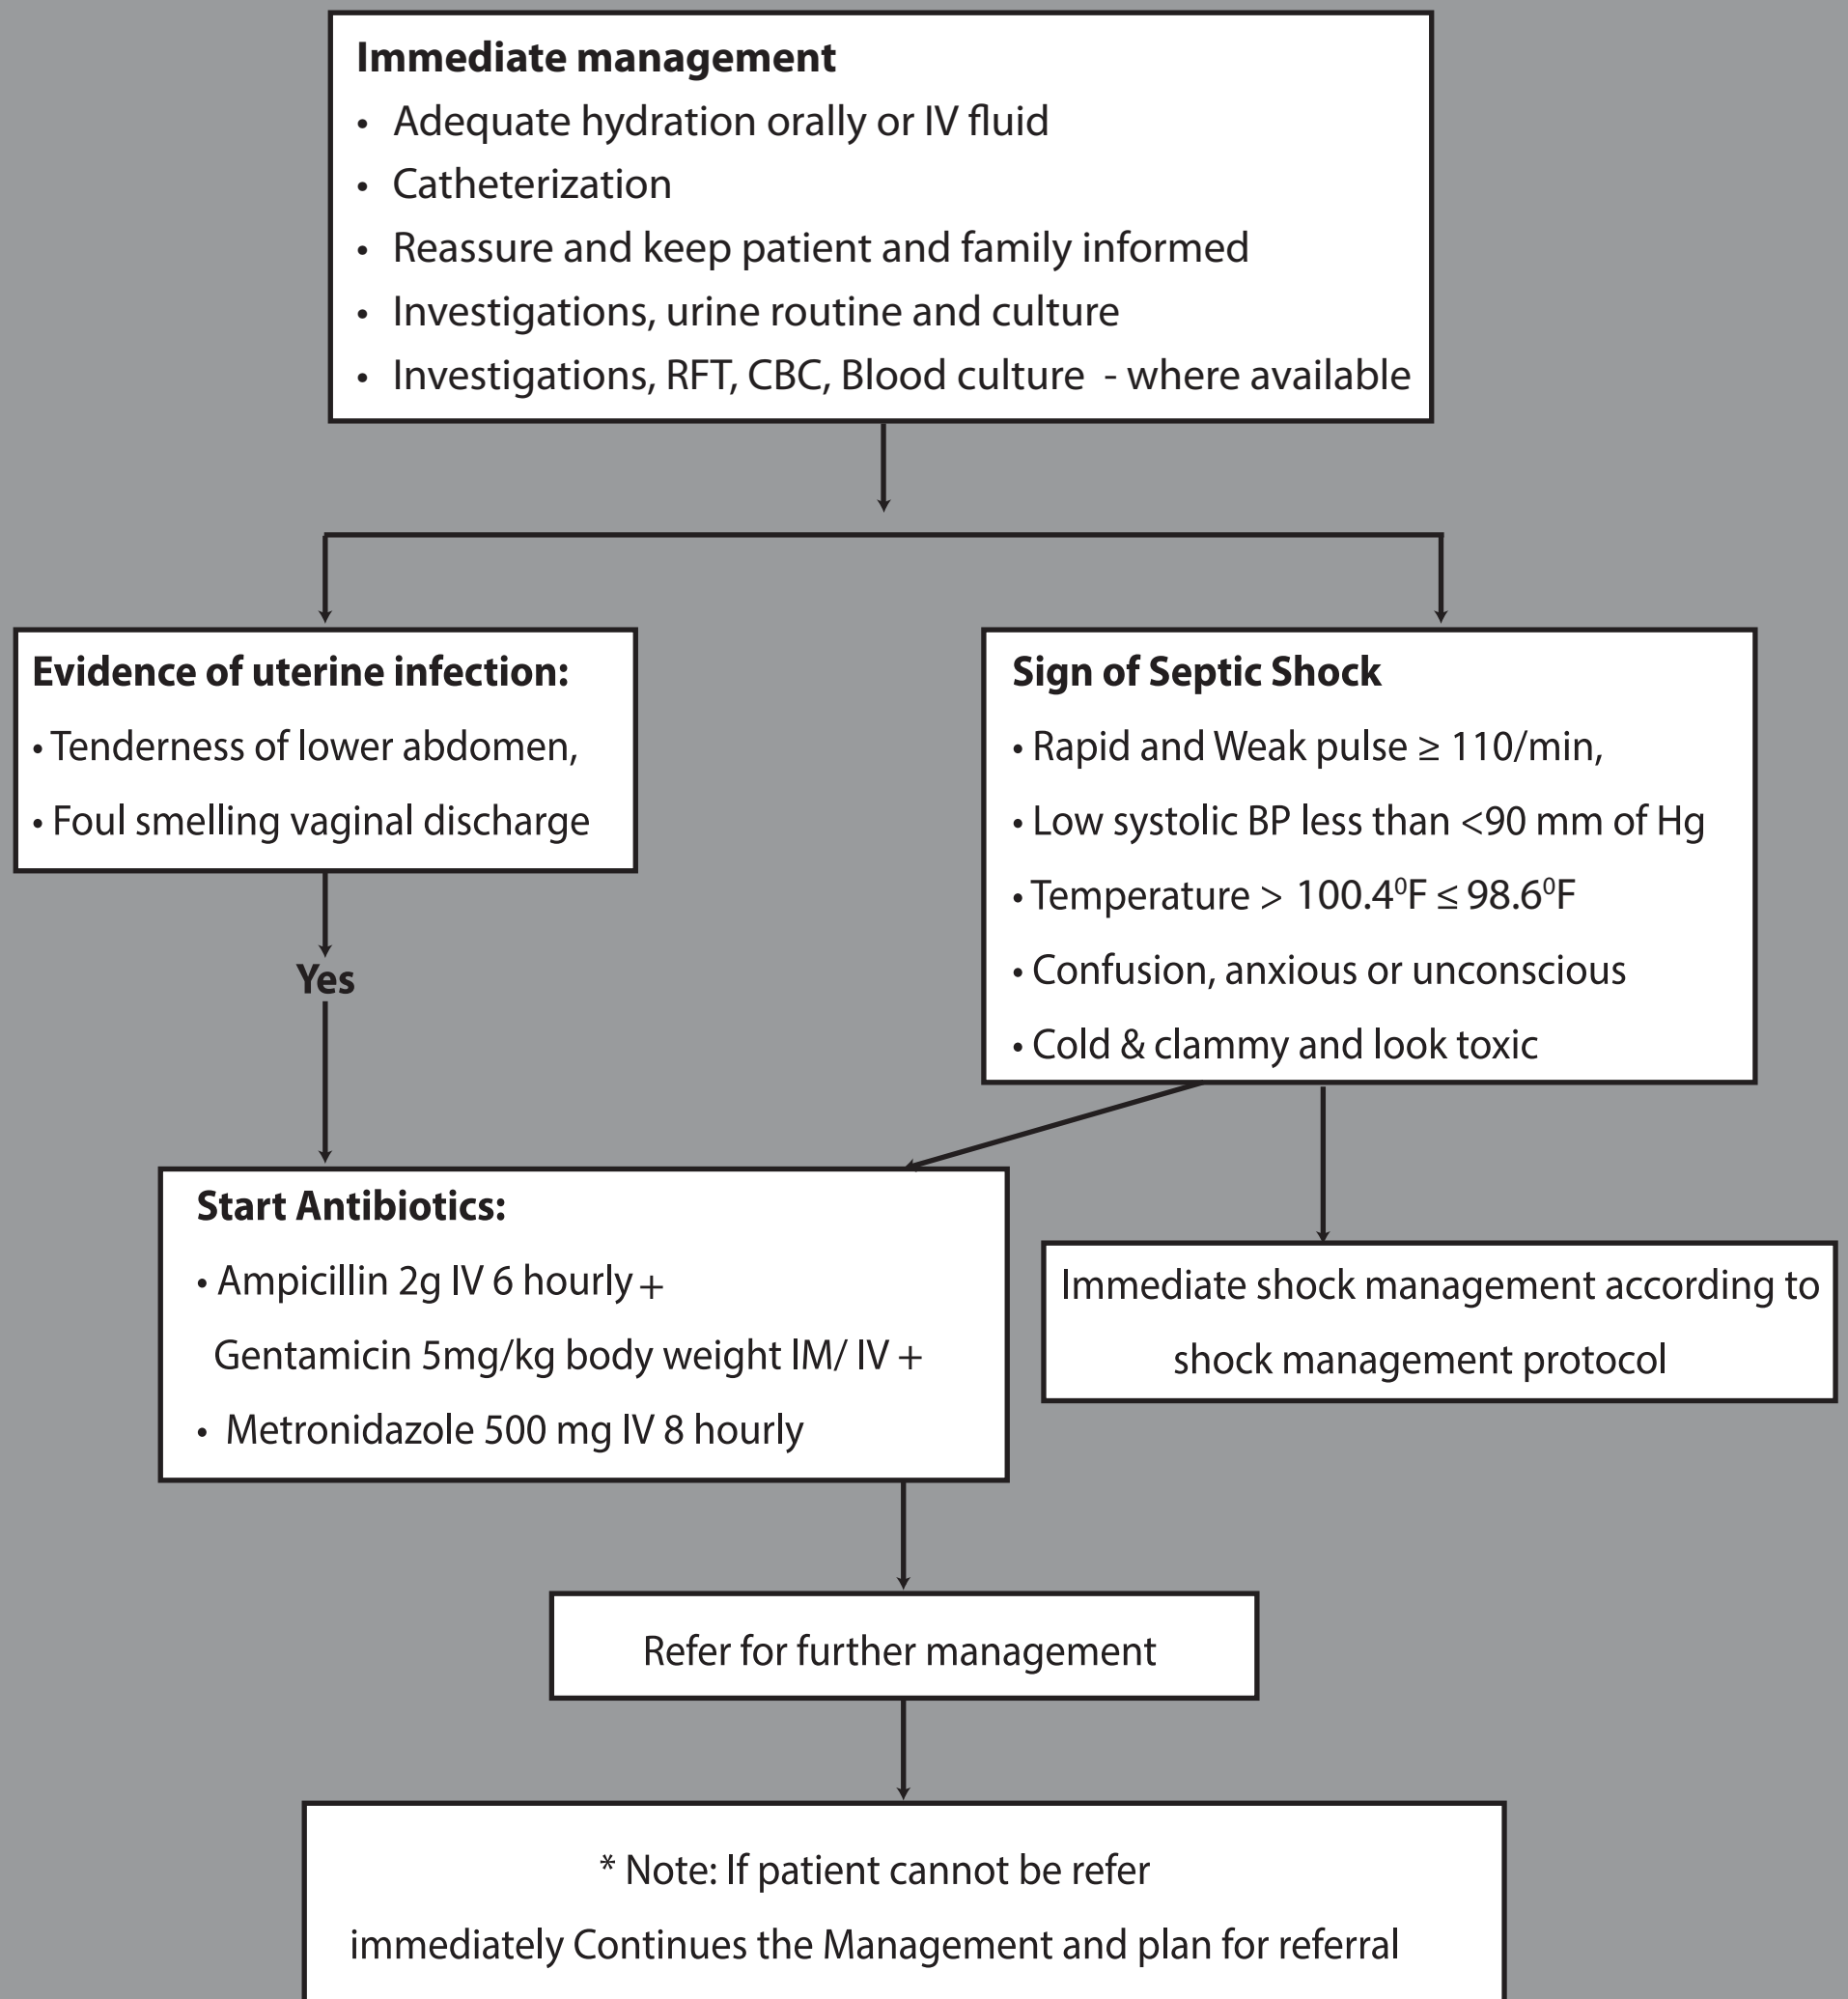 Immediate management
• Adequate hydration orally or IV fluid
• Catheterization
• Reassure and keep patient and family informed
• Investigations, urine routine and culture
• Investigations, RFT, CBC, Blood culture - where available
Evidence of uterine infection:
• Tenderness of lower abdomen,
• Foul smelling vaginal discharge
Yes
Sign of Septic Shock
• Rapid and Weak pulse ≥ 110/min,
• Low systolic BP less than <90 mm of Hg
• Temperature > 100.4⁰F ≤ 98.6⁰F
• Confusion, anxious or unconscious
• Cold & clammy and look toxic
Start Antibiotics:
• Ampicillin 2g IV 6 hourly +
Gentamicin 5mg/kg body weight IM/ IV +
• Metronidazole 500 mg IV 8 hourly
Immediate shock management according to
shock management protocol
Refer for further management
* Note: If patient cannot be refer
immediately Continues the Management and plan for referral